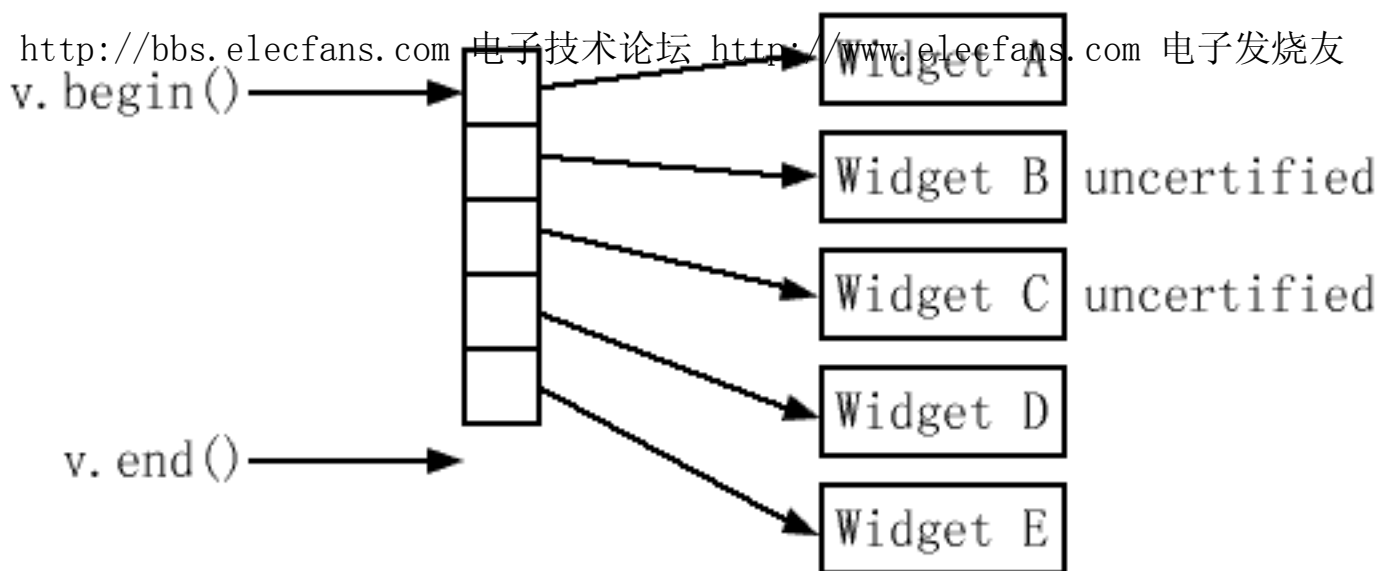 http://bbs.elecfans.com 电子技术论坛 http://www.elecfans.com 电子发烧友
Widget A
v.begin()
Widget B uncertified
Widget C uncertified
Widget D
v.end()
Widget E